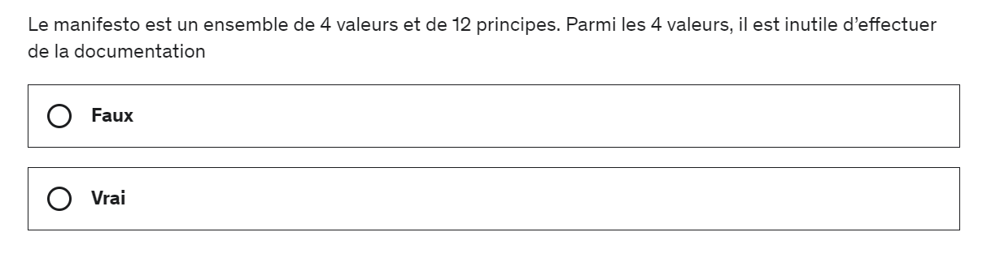 Le manifesto est un ensemble de 4 valeurs et de 12 principes. Parmi les 4 valeurs, il est inutile d’effectuer
de la documentation
Faux
Vrai